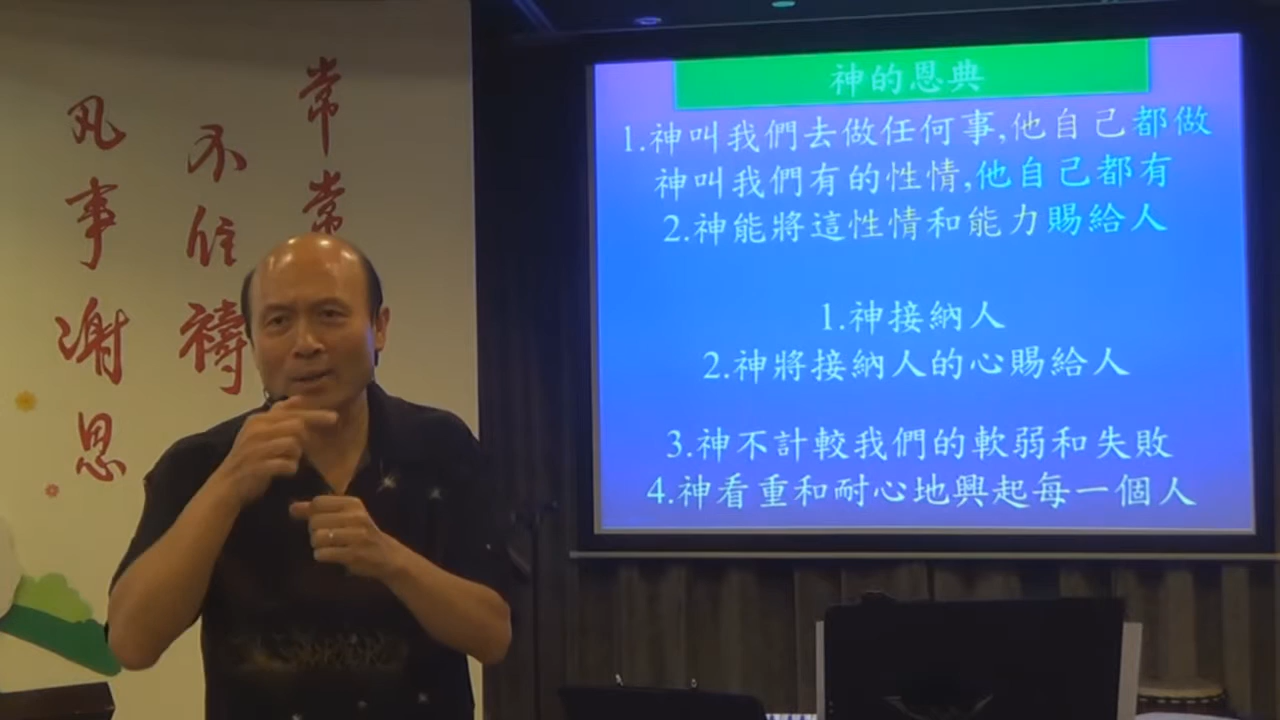 常常
不住禱
凡事謝恩
神的恩典
1.神叫我們去做任何事,他自己都做
神叫我們有的性情,他自己都有
2.神能將這性情和能力賜給人
1.神接納人
2.神將接納人的心賜給人
3.神不計較我們的軟弱和失敗
4.神看重和耐心地興起每一個人